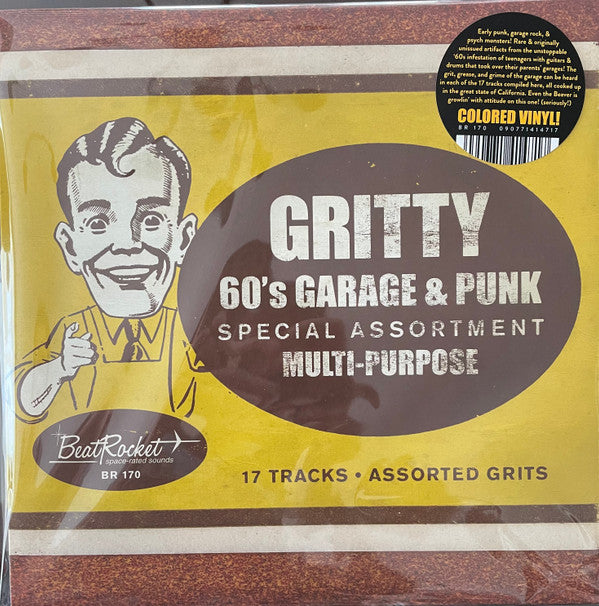 Early punk, garage rock, &
psych monsters! Rare & originally
unissued artifacts from the unstoppable
'60s infestation of teenagers with guitars &
drums that took over their parents' garages! The
grit, grease, and grime of the garage can be heard
in each of the 17 tracks compiled here, all cooked up
in the great state of California. Even the Beaver is
growlin' with attitude on this one! (seriously!)
COLORED VINYL!
BR 170 090771414717
GRITTY
60's GARAGE & PUNK
SPECIAL ASSORTMENT
MULTI-PURPOSE
BeatRocket
space-rated sounds
BR 170
17 TRACKS • ASSORTED GRITS